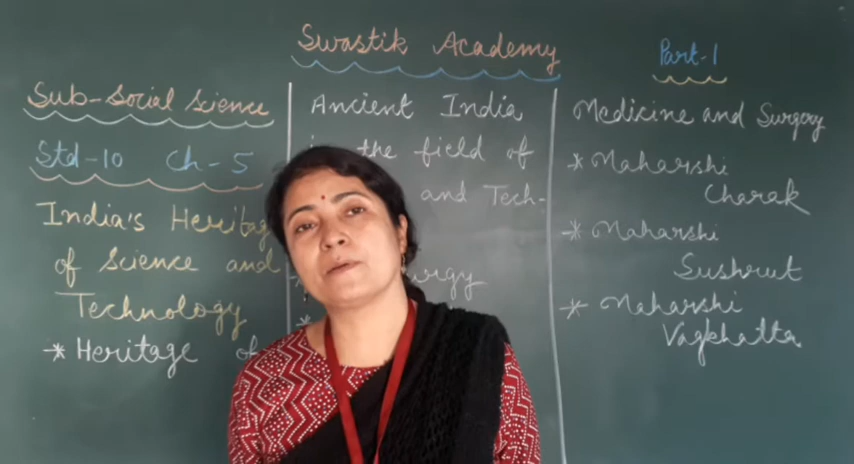 Swastik Academy
Part-1
Sub-Social Science
Std-10 Ch-5
India's Heritag
of Science and
Technology
* Heritage of
Ancient India
the field of
and Tech-
*
*
Medicine and Surgery
* Maharshi
Charak
* Maharshi
Sushrut
* Maharshi
Vagbhatta